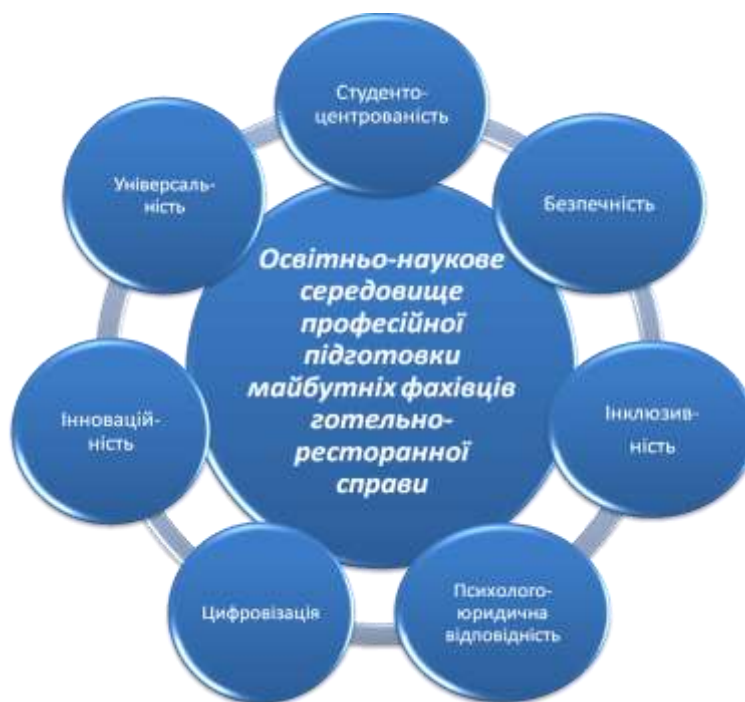 Студенто-
центрованість
Безпечність
Інклюзив-
ність
Психолого-
юридична
відповідність
Цифровізація
Інновацій-
ність
Універсаль-
ність
Освітньо-наукове
середовище
професійної
підготовки
майбутніх фахівців
готельно-
ресторанної
справи